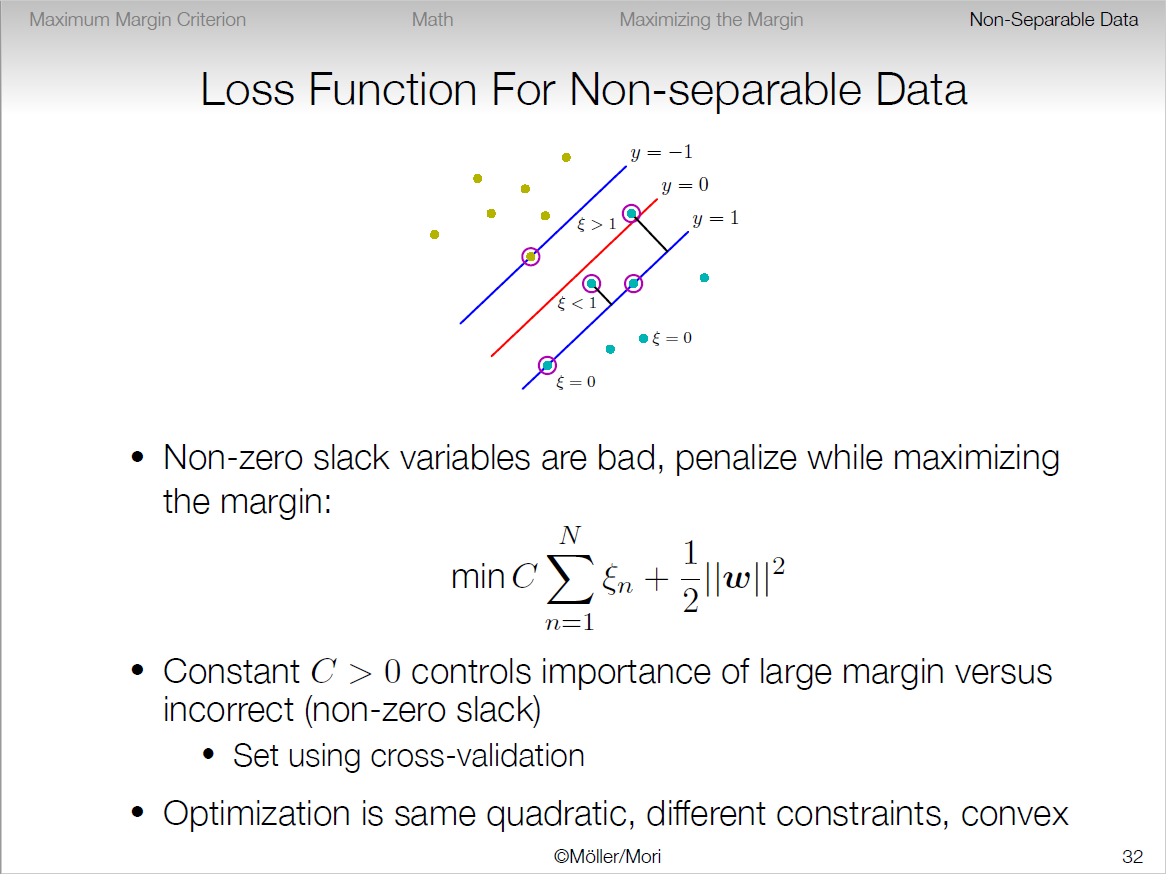 Maximum Margin Criterion Math Maximizing the Margin Non-Separable Data
Loss Function For Non-separable Data
y = −1
y = 0
y = 1
ξ > 1
ξ < 1
ξ = 0
ξ = 0
• Non-zero slack variables are bad, penalize while maximizing
the margin:
min C ∑_{n=1}^{N} ξ_n + 1/2 ||w||²
• Constant C > 0 controls importance of large margin versus
incorrect (non-zero slack)
• Set using cross-validation
• Optimization is same quadratic, different constraints, convex
©Möller/Mori
32